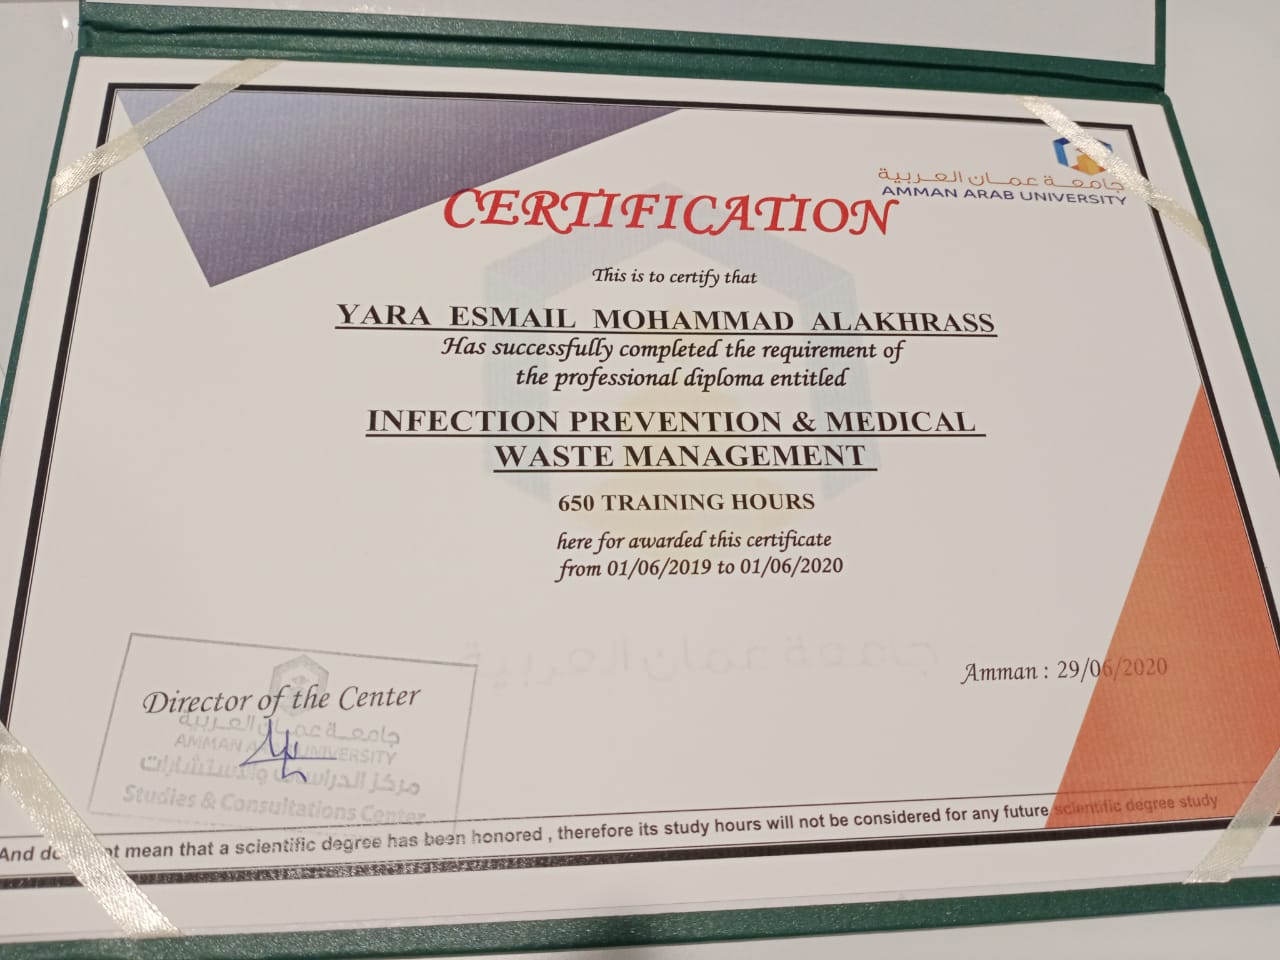 جامعة عمان العربية
AMMAN ARAB UNIVERSITY
CERTIFICATION
This is to certify that
YARA ESMAIL MOHAMMAD ALAKHRASS
Has successfully completed the requirement of
the professional diploma entitled
INFECTION PREVENTION & MEDICAL
WASTE MANAGEMENT
650 TRAINING HOURS
here for awarded this certificate
from 01/06/2019 to 01/06/2020
Amman : 29/06/2020
Director of the Center
جامعة عمان العربية
AMMAN ARAB UNIVERSITY
مركز الدراسات والاستشارات
Studies & Consultations Center
And mean that a scientific degree has been honored , therefore its study hours will not be considered for any future scientific degree study